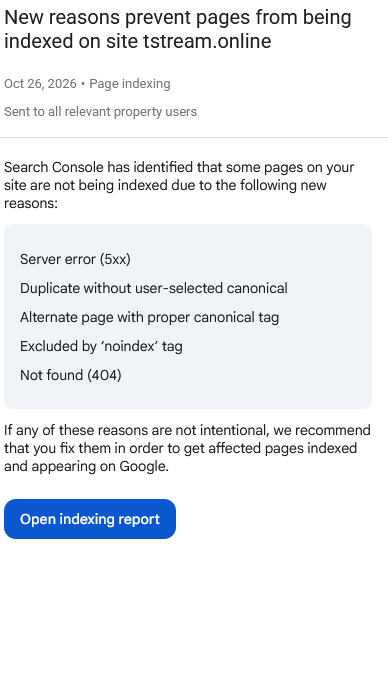 New reasons prevent pages from being
indexed on site tstream.online
Oct 26, 2026 • Page indexing
Sent to all relevant property users
Search Console has identified that some pages on your
site are not being indexed due to the following new
reasons:
Server error (5xx)
Duplicate without user-selected canonical
Alternate page with proper canonical tag
Excluded by ‘noindex’ tag
Not found (404)
If any of these reasons are not intentional, we recommend
that you fix them in order to get affected pages indexed
and appearing on Google.
Open indexing report